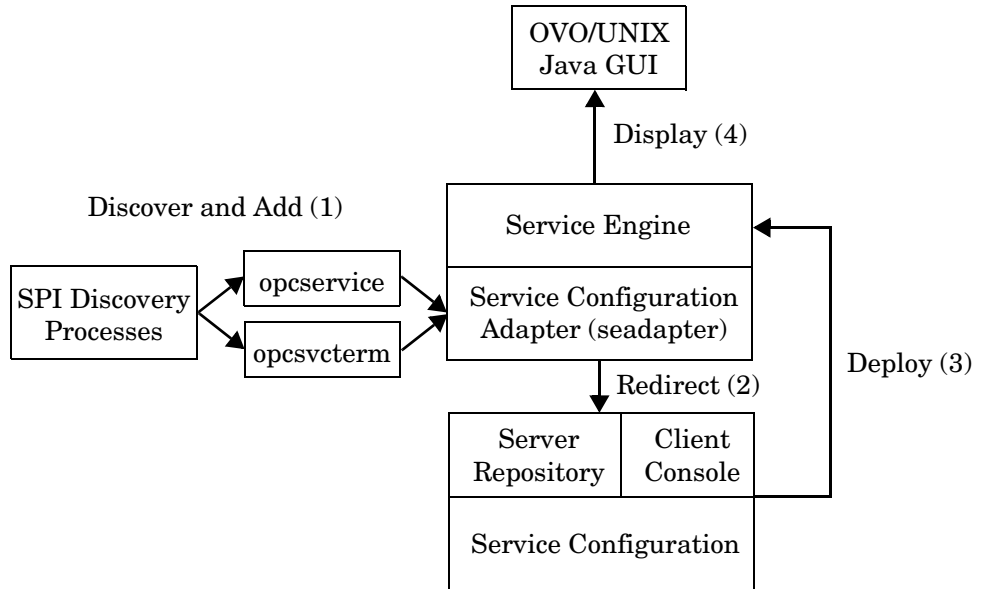 OVO/UNIX
Java GUI
Display (4)
Discover and Add (1)
Service Engine
SPI Discovery
Processes
opcservice
opcsvcterm
Service Configuration
Adapter (seadapter)
Deploy (3)
Redirect (2)
Server
Repository
Client
Console
Service Configuration